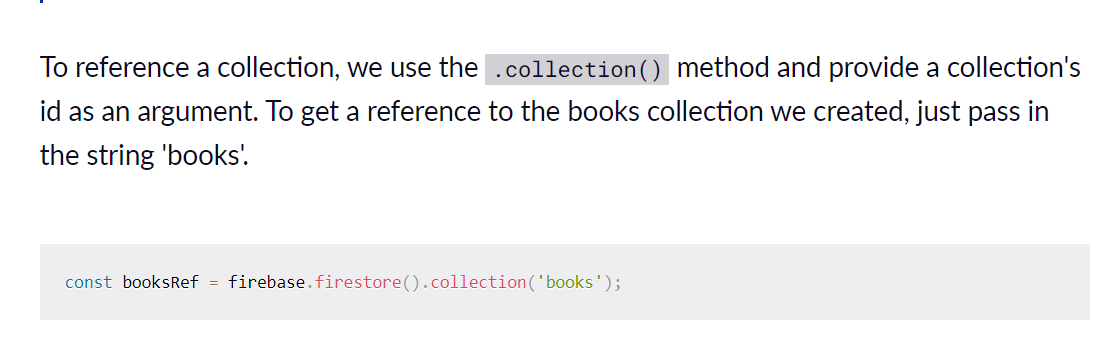 To reference a collection, we use the .collection() method and provide a collection's
id as an argument. To get a reference to the books collection we created, just pass in
the string 'books'.
const booksRef = firebase.firestore().collection('books');